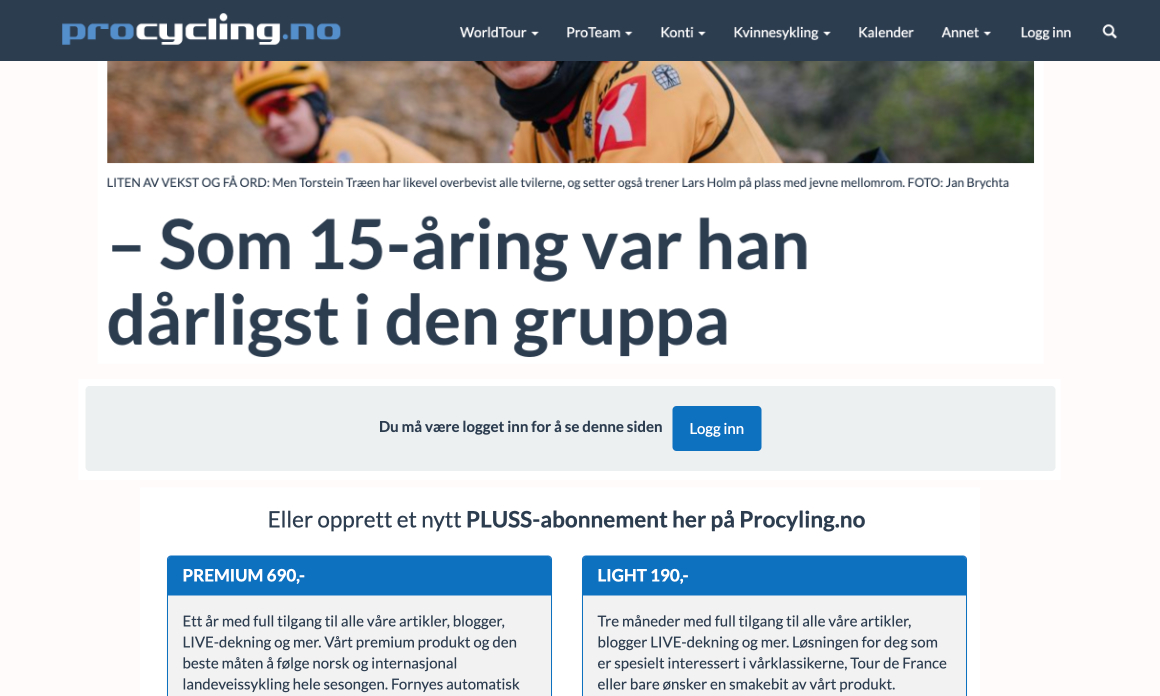 procycling.no
WorldTour ProTeam Konti Kvinnesykling Kalender Annet Logg inn
LITEN AV VEKST OG FÅ ORD: Men Torstein Træen har likevel overbevist alle tvilerne, og setter også trener Lars Holm på plass med jevne mellomrom. FOTO: Jan Brychta
– Som 15-åring var han
dårligst i den gruppa
Du må være logget inn for å se denne siden Logg inn
Eller opprett et nytt PLUSS-abonnement her på Procyling.no
PREMIUM 690,-
Ett år med full tilgang til alle våre artikler, blogger,
LIVE-dekning og mer. Vårt premium produkt og den
beste måten å følge norsk og internasjonal
landeveissykling hele sesongen. Fornyes automatisk
LIGHT 190,-
Tre måneder med full tilgang til alle våre artikler,
blogger LIVE-dekning og mer. Løsningen for deg som
er spesielt interessert i vårklassikerne, Tour de France
eller bare ønsker en smakebit av vårt produkt.